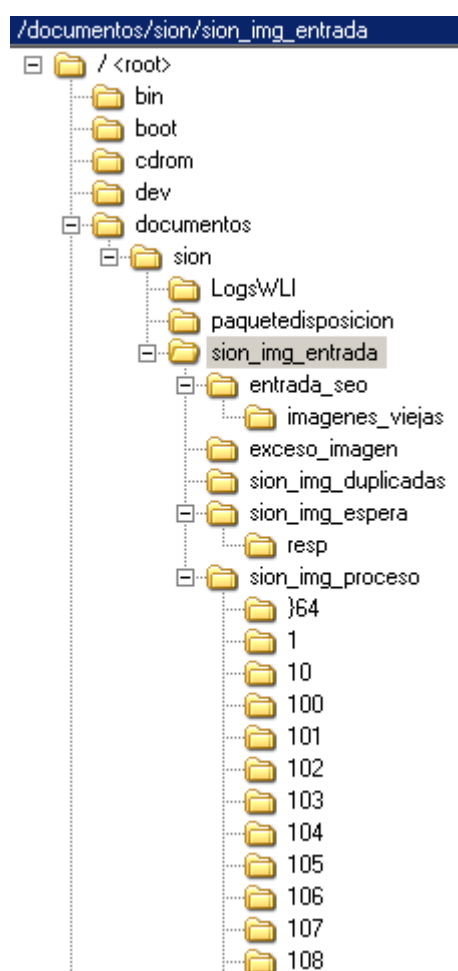 /documentos/sion/sion_img_entrada
/ <root>
bin
boot
cdrom
dev
documentos
sion
LogsWLI
paquetedisposicion
sion_img_entrada
entrada_seo
imagenes_viejas
exceso_imagen
sion_img_duplicadas
sion_img_espera
resp
sion_img_proceso
}64
1
10
100
101
102
103
104
105
106
107
108